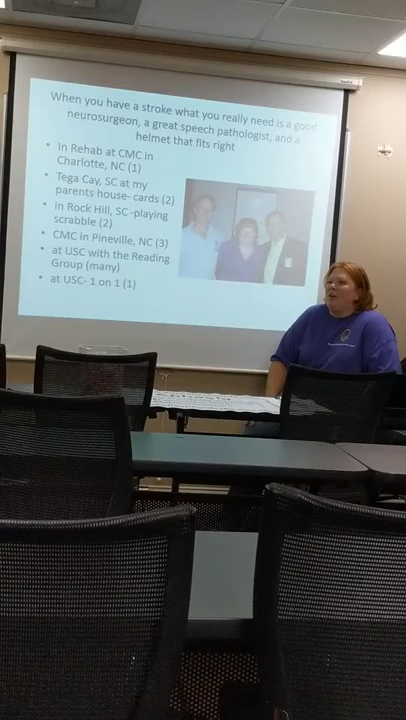 When you have a stroke what you really need is a good
neurosurgeon, a great speech pathologist, and a
helmet that fits right
• In Rehab at CMC in
Charlotte, NC (1)
• Tega Cay, SC at my
parents house- cards (2)
• in Rock Hill, SC -playing
scrabble (2)
• CMC in Pineville, NC (3)
• at USC with the Reading
Group (many)
• at USC- 1 on 1 (1)